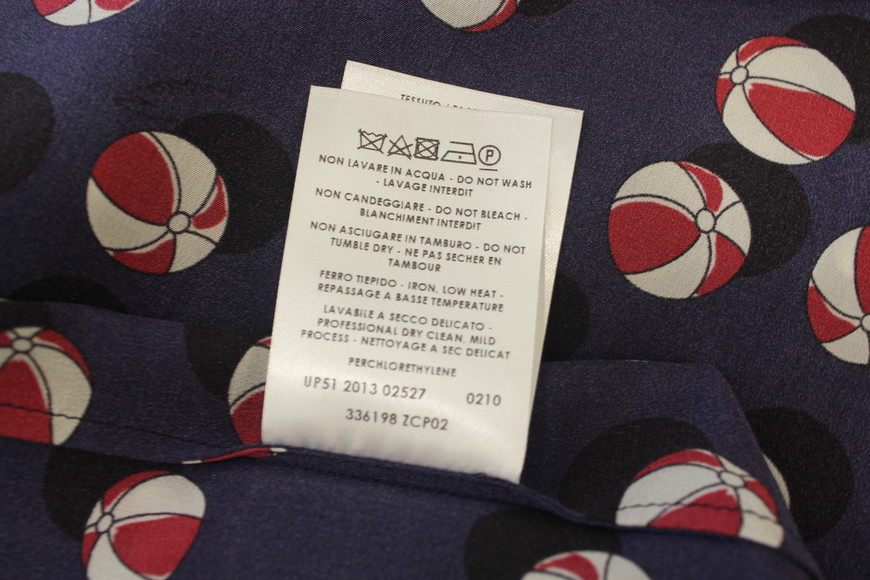 TESSUTO /
P
NON LAVARE IN ACQUA - DO NOT WASH
- LAVAGE INTERDIT
NON CANDEGGIARE - DO NOT BLEACH -
BLANCHIMENT INTERDIT
NON ASCIUGARE IN TAMBURO - DO NOT
TUMBLE DRY - NE PAS SECHER EN
TAMBOUR
FERRO TIEPIDO - IRON, LOW HEAT -
REPASSAGE A BASSE TEMPERATURE
LAVABILE A SECCO DELICATO -
PROFESSIONAL DRY CLEAN, MILD
PROCESS - NETTOYAGE A SEC DELICAT
PERCHLORETHYLENE
UP51 2013 02527 0210
336198 ZCP02